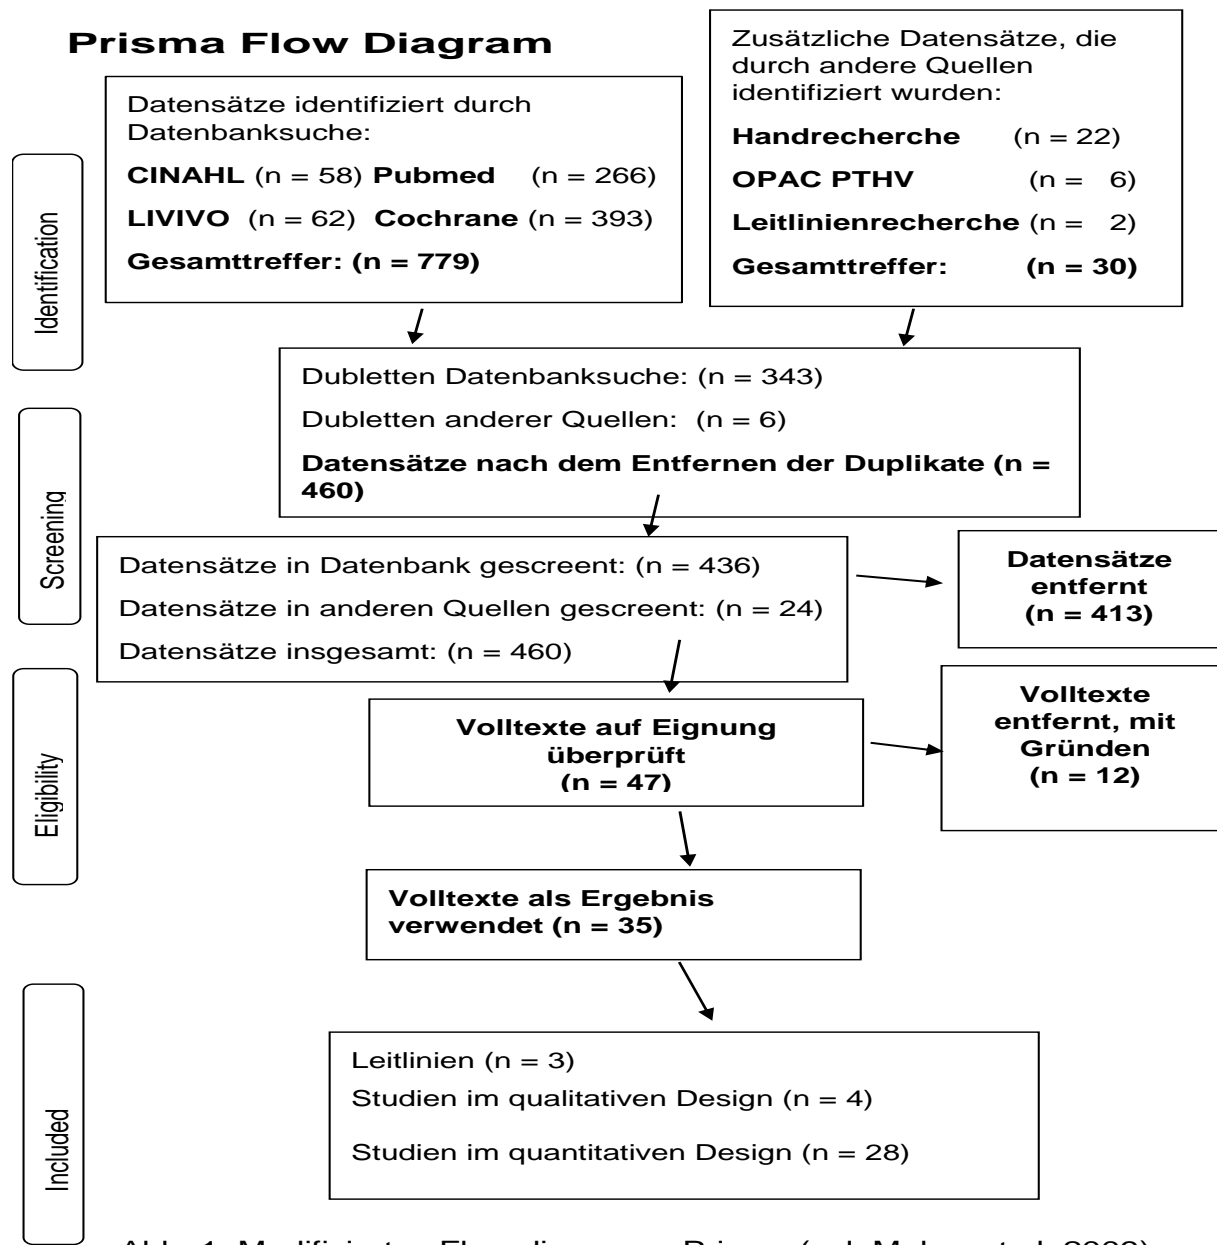 Prisma Flow Diagram
Datensätze identifiziert durch
Datenbanksuche:
CINAHL (n = 58) Pubmed (n = 266)
LIVIVO (n = 62) Cochrane (n = 393)
Gesamttreffer: (n = 779)
Zusätzliche Datensätze, die
durch andere Quellen
identifiziert wurden:
Handrecherche (n = 22)
OPAC PTHV (n = 6)
Leitlinienrecherche (n = 2)
Gesamttreffer: (n = 30)
Identification
Dubletten Datenbanksuche: (n = 343)
Dubletten anderer Quellen: (n = 6)
Datensätze nach dem Entfernen der Duplikate (n =
460)
Screening
Datensätze in Datenbank gescreent: (n = 436)
Datensätze in anderen Quellen gescreent: (n = 24)
Datensätze insgesamt: (n = 460)
Datensätze
entfernt
(n = 413)
Eligibility
Volltexte auf Eignung
überprüft
(n = 47)
Volltexte
entfernt, mit
Gründen
(n = 12)
Volltexte als Ergebnis
verwendet (n = 35)
Included
Leitlinien (n = 3)
Studien im qualitativen Design (n = 4)
Studien im quantitativen Design (n = 28)